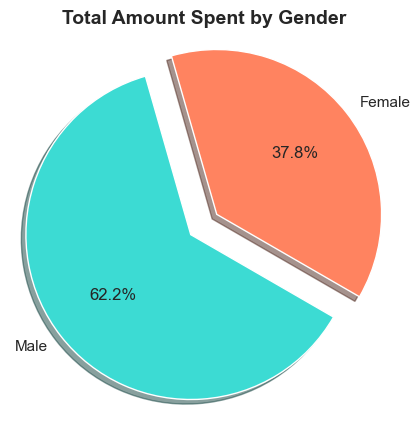 Total Amount Spent by Gender
Female
37.8%
62.2%
Male